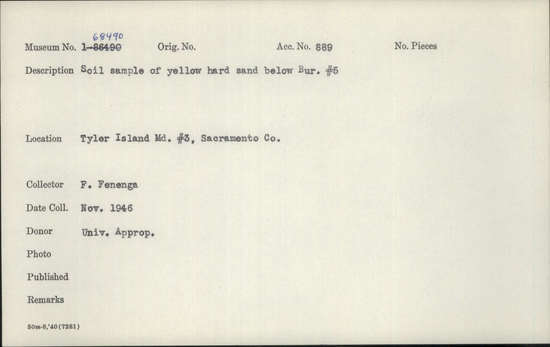 68490
Museum No. 1-86490 Orig. No. Acc. No. 889 No. Pieces
Description Soil sample of yellow hard sand below Bur. #5
Location Tyler Island Md. #3, Sacramento Co.
Collector F. Fenenga
Date Coll. Nov. 1946
Donor Univ. Approp.
Photo
Published
Remarks
50m-8,'40(7251)